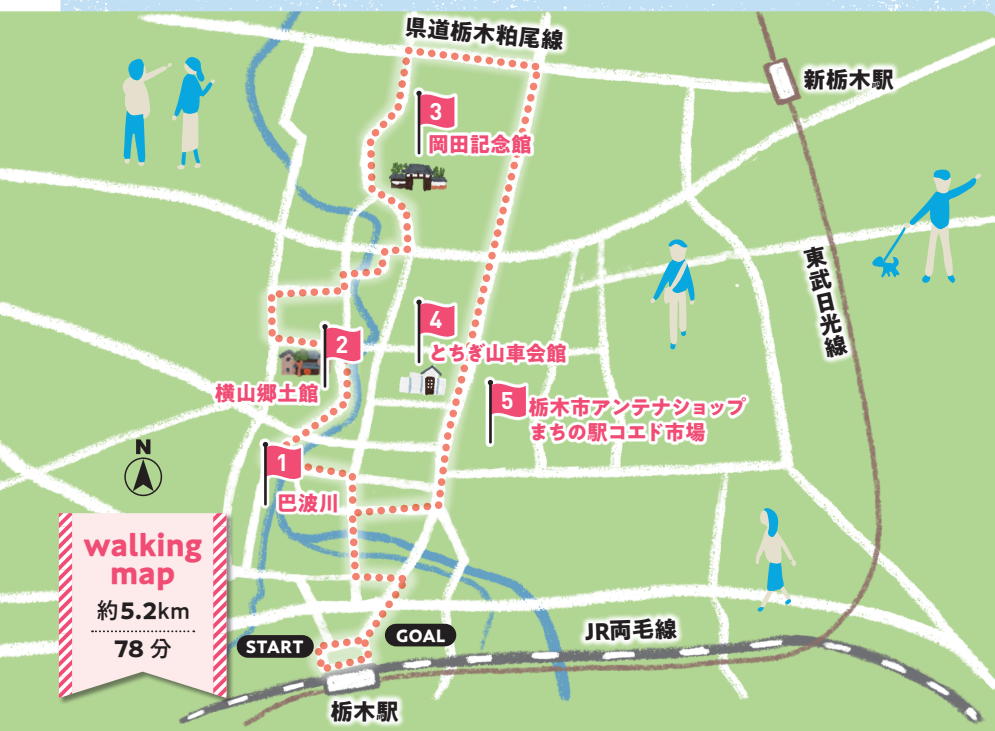 県道栃木粕尾線
新栃木駅
3
岡田記念館
東武日光線
4
とちぎ山車会館
2
横山郷土館
5
栃木市アンテナショップ
まちの駅コエド市場
1
巴波川
N
walking
map
約5.2km
78 分
START
GOAL
JR両毛線
栃木駅